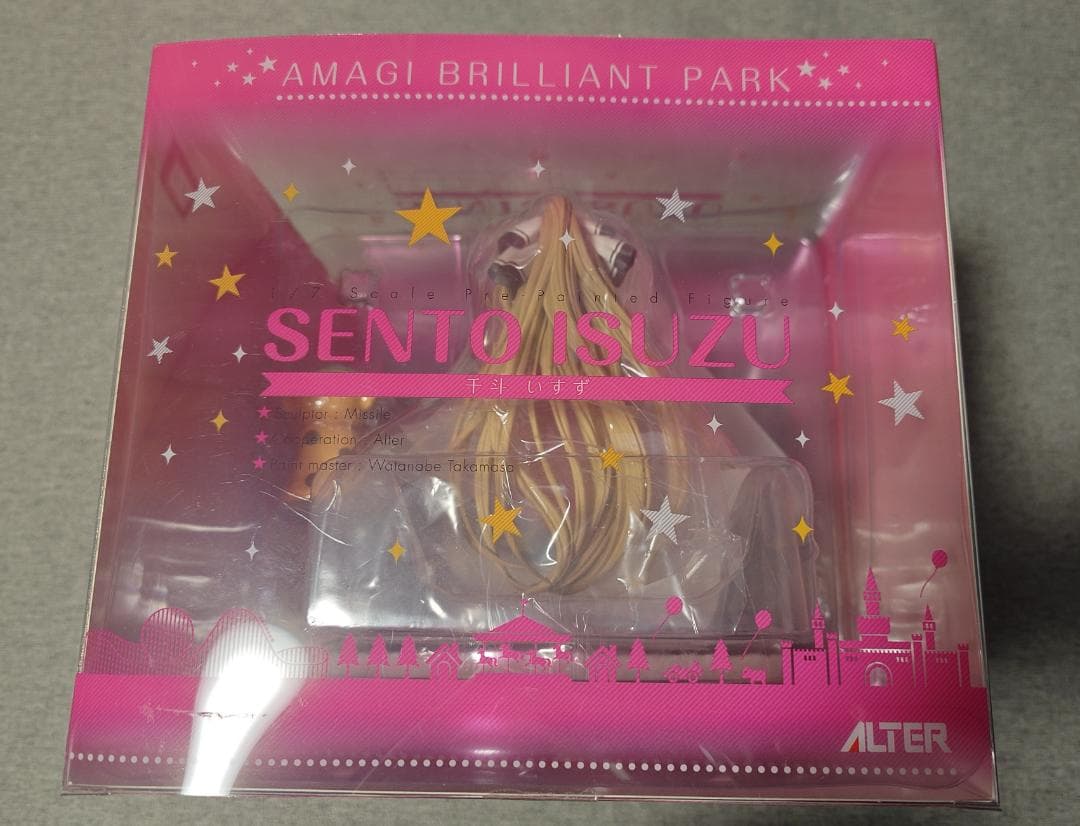 AMAGI BRILLIANT PARK
1/7 Scale Pre-Painted Figure
SENTO ISUZU
千斗 いすず
Sculptor : Missile
Cooperation : Alter
Paint master : Watanabe Takamasa
ALTER